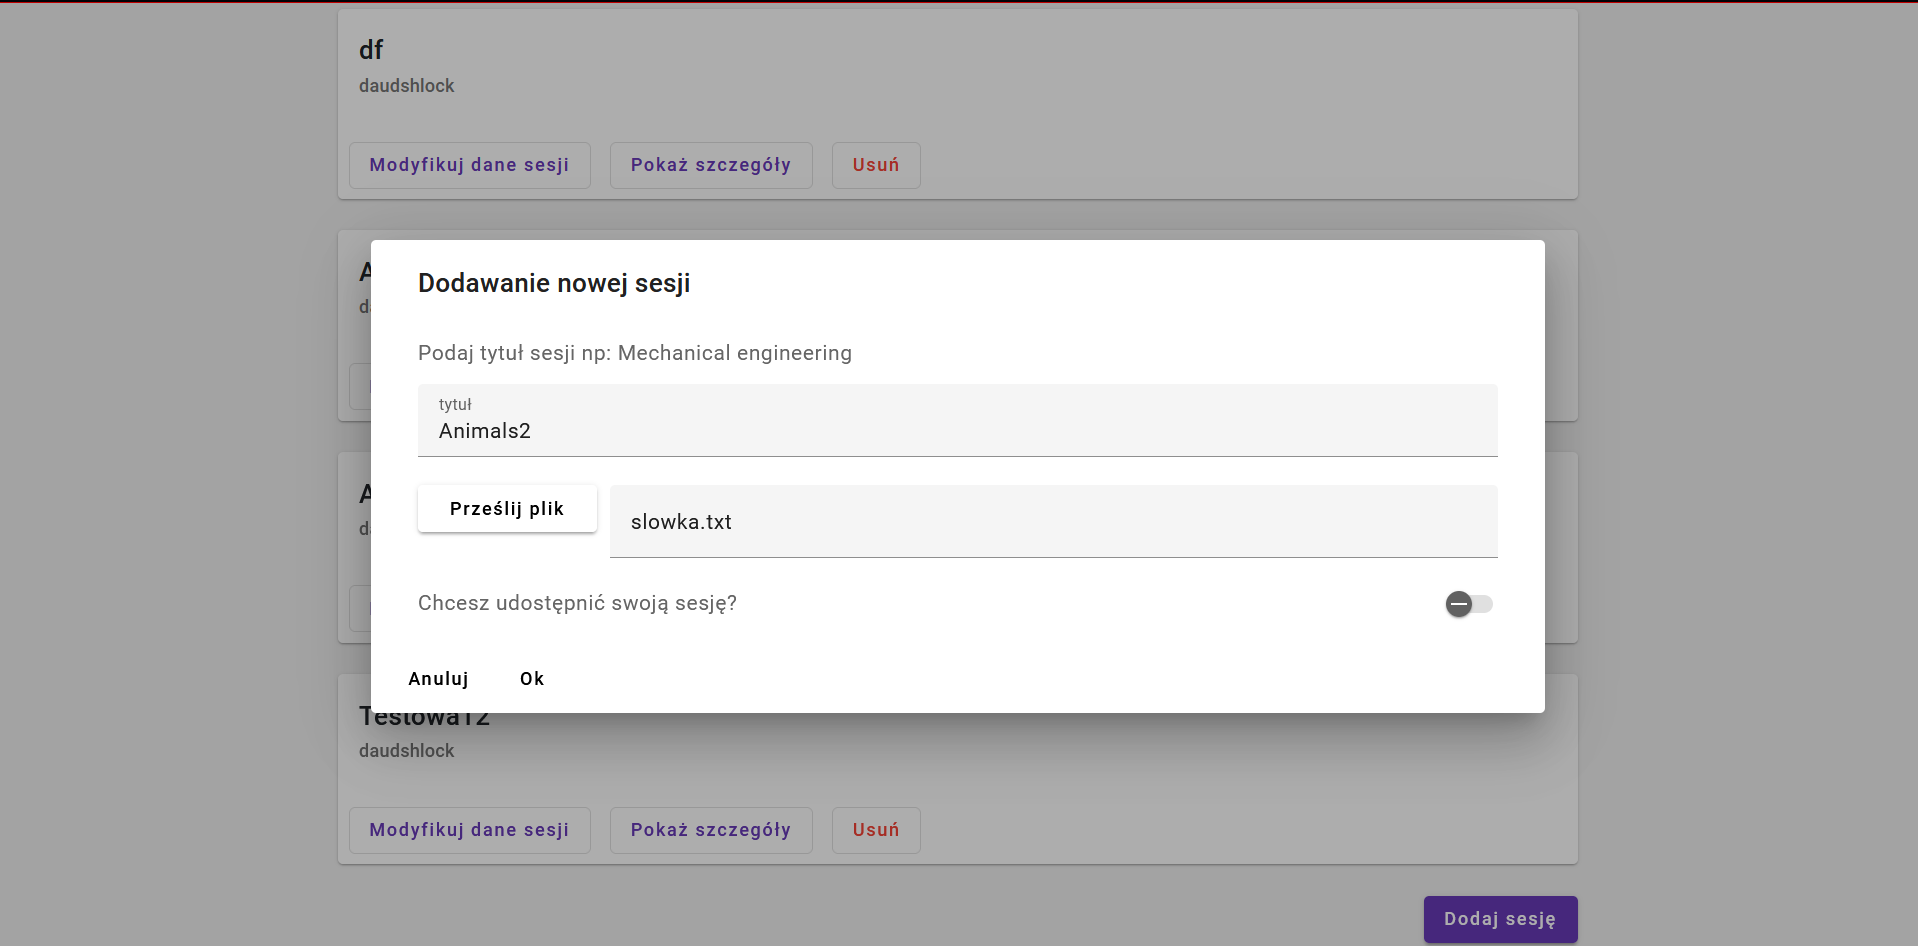 df
daudshlock
Modyfikuj dane sesji Pokaż szczegóły Usuń
Dodawanie nowej sesji
Podaj tytuł sesji np: Mechanical engineering
tytuł
Animals2
Prześlij plik slowka.txt
Chcesz udostępnić swoją sesję?
Anuluj Ok
Testowa12
daudshlock
Modyfikuj dane sesji Pokaż szczegóły Usuń
Dodaj sesję